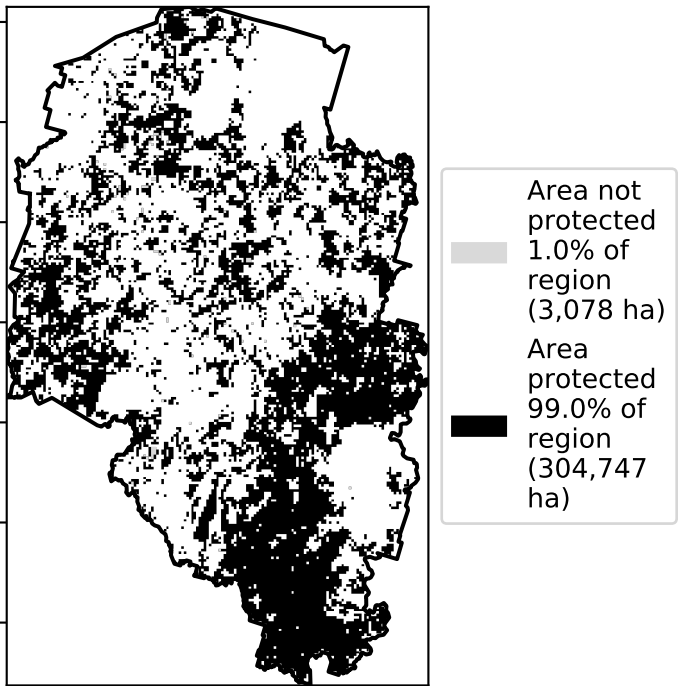 Area not
protected
1.0% of
region
(3,078 ha)
Area
protected
99.0% of
region
(304,747
ha)